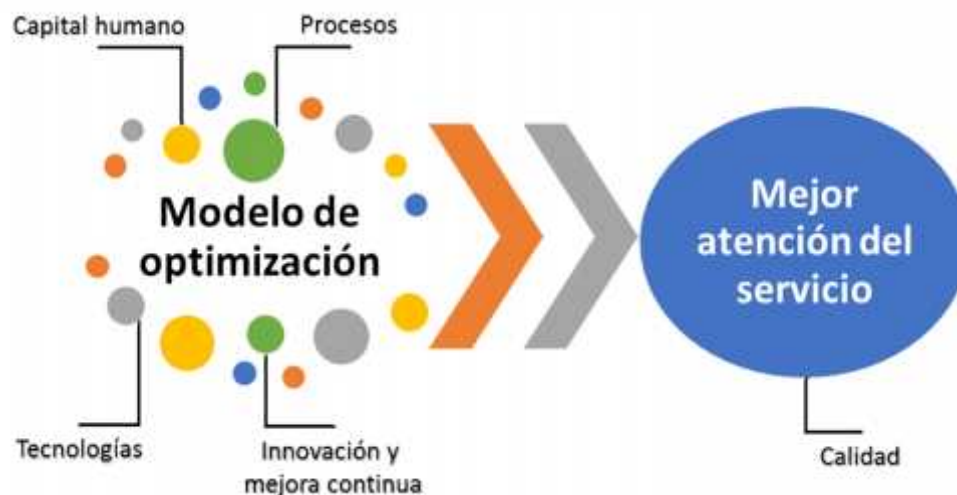 Capital humano
Procesos
Modelo de
optimización
Mejor
atención del
servicio
Tecnologías
Innovación y
mejora continua
Calidad